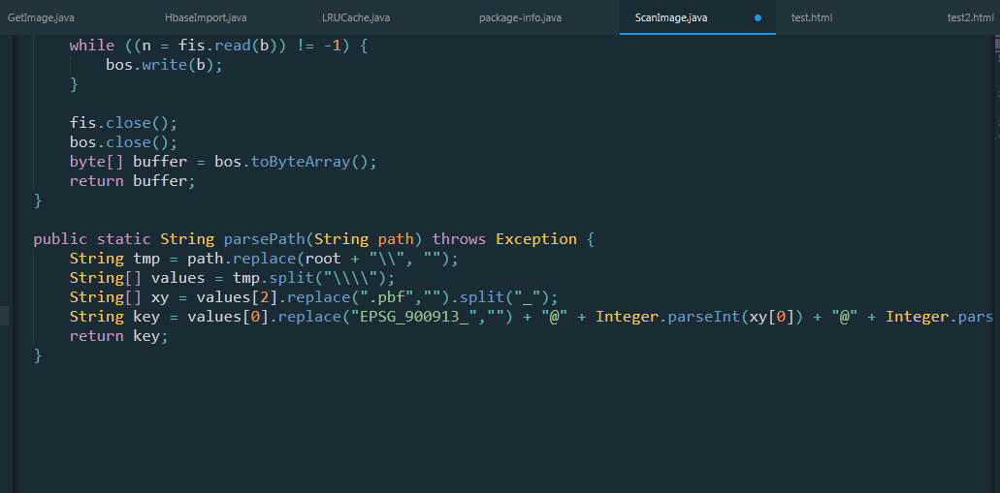 GetImage.java HbaseImport.java LRUCache.java package-info.java ScanImage.java test.html test2.html
while ((n = fis.read(b)) != -1) {
bos.write(b);
}
fis.close();
bos.close();
byte[] buffer = bos.toByteArray();
return buffer;
}
public static String parsePath(String path) throws Exception {
String tmp = path.replace(root + "\\", "");
String[] values = tmp.split("\\\\");
String[] xy = values[2].replace(".pbf","").split("_");
String key = values[0].replace("EPSG_900913_","") + "@" + Integer.parseInt(xy[0]) + "@" + Integer.pars
return key;
}